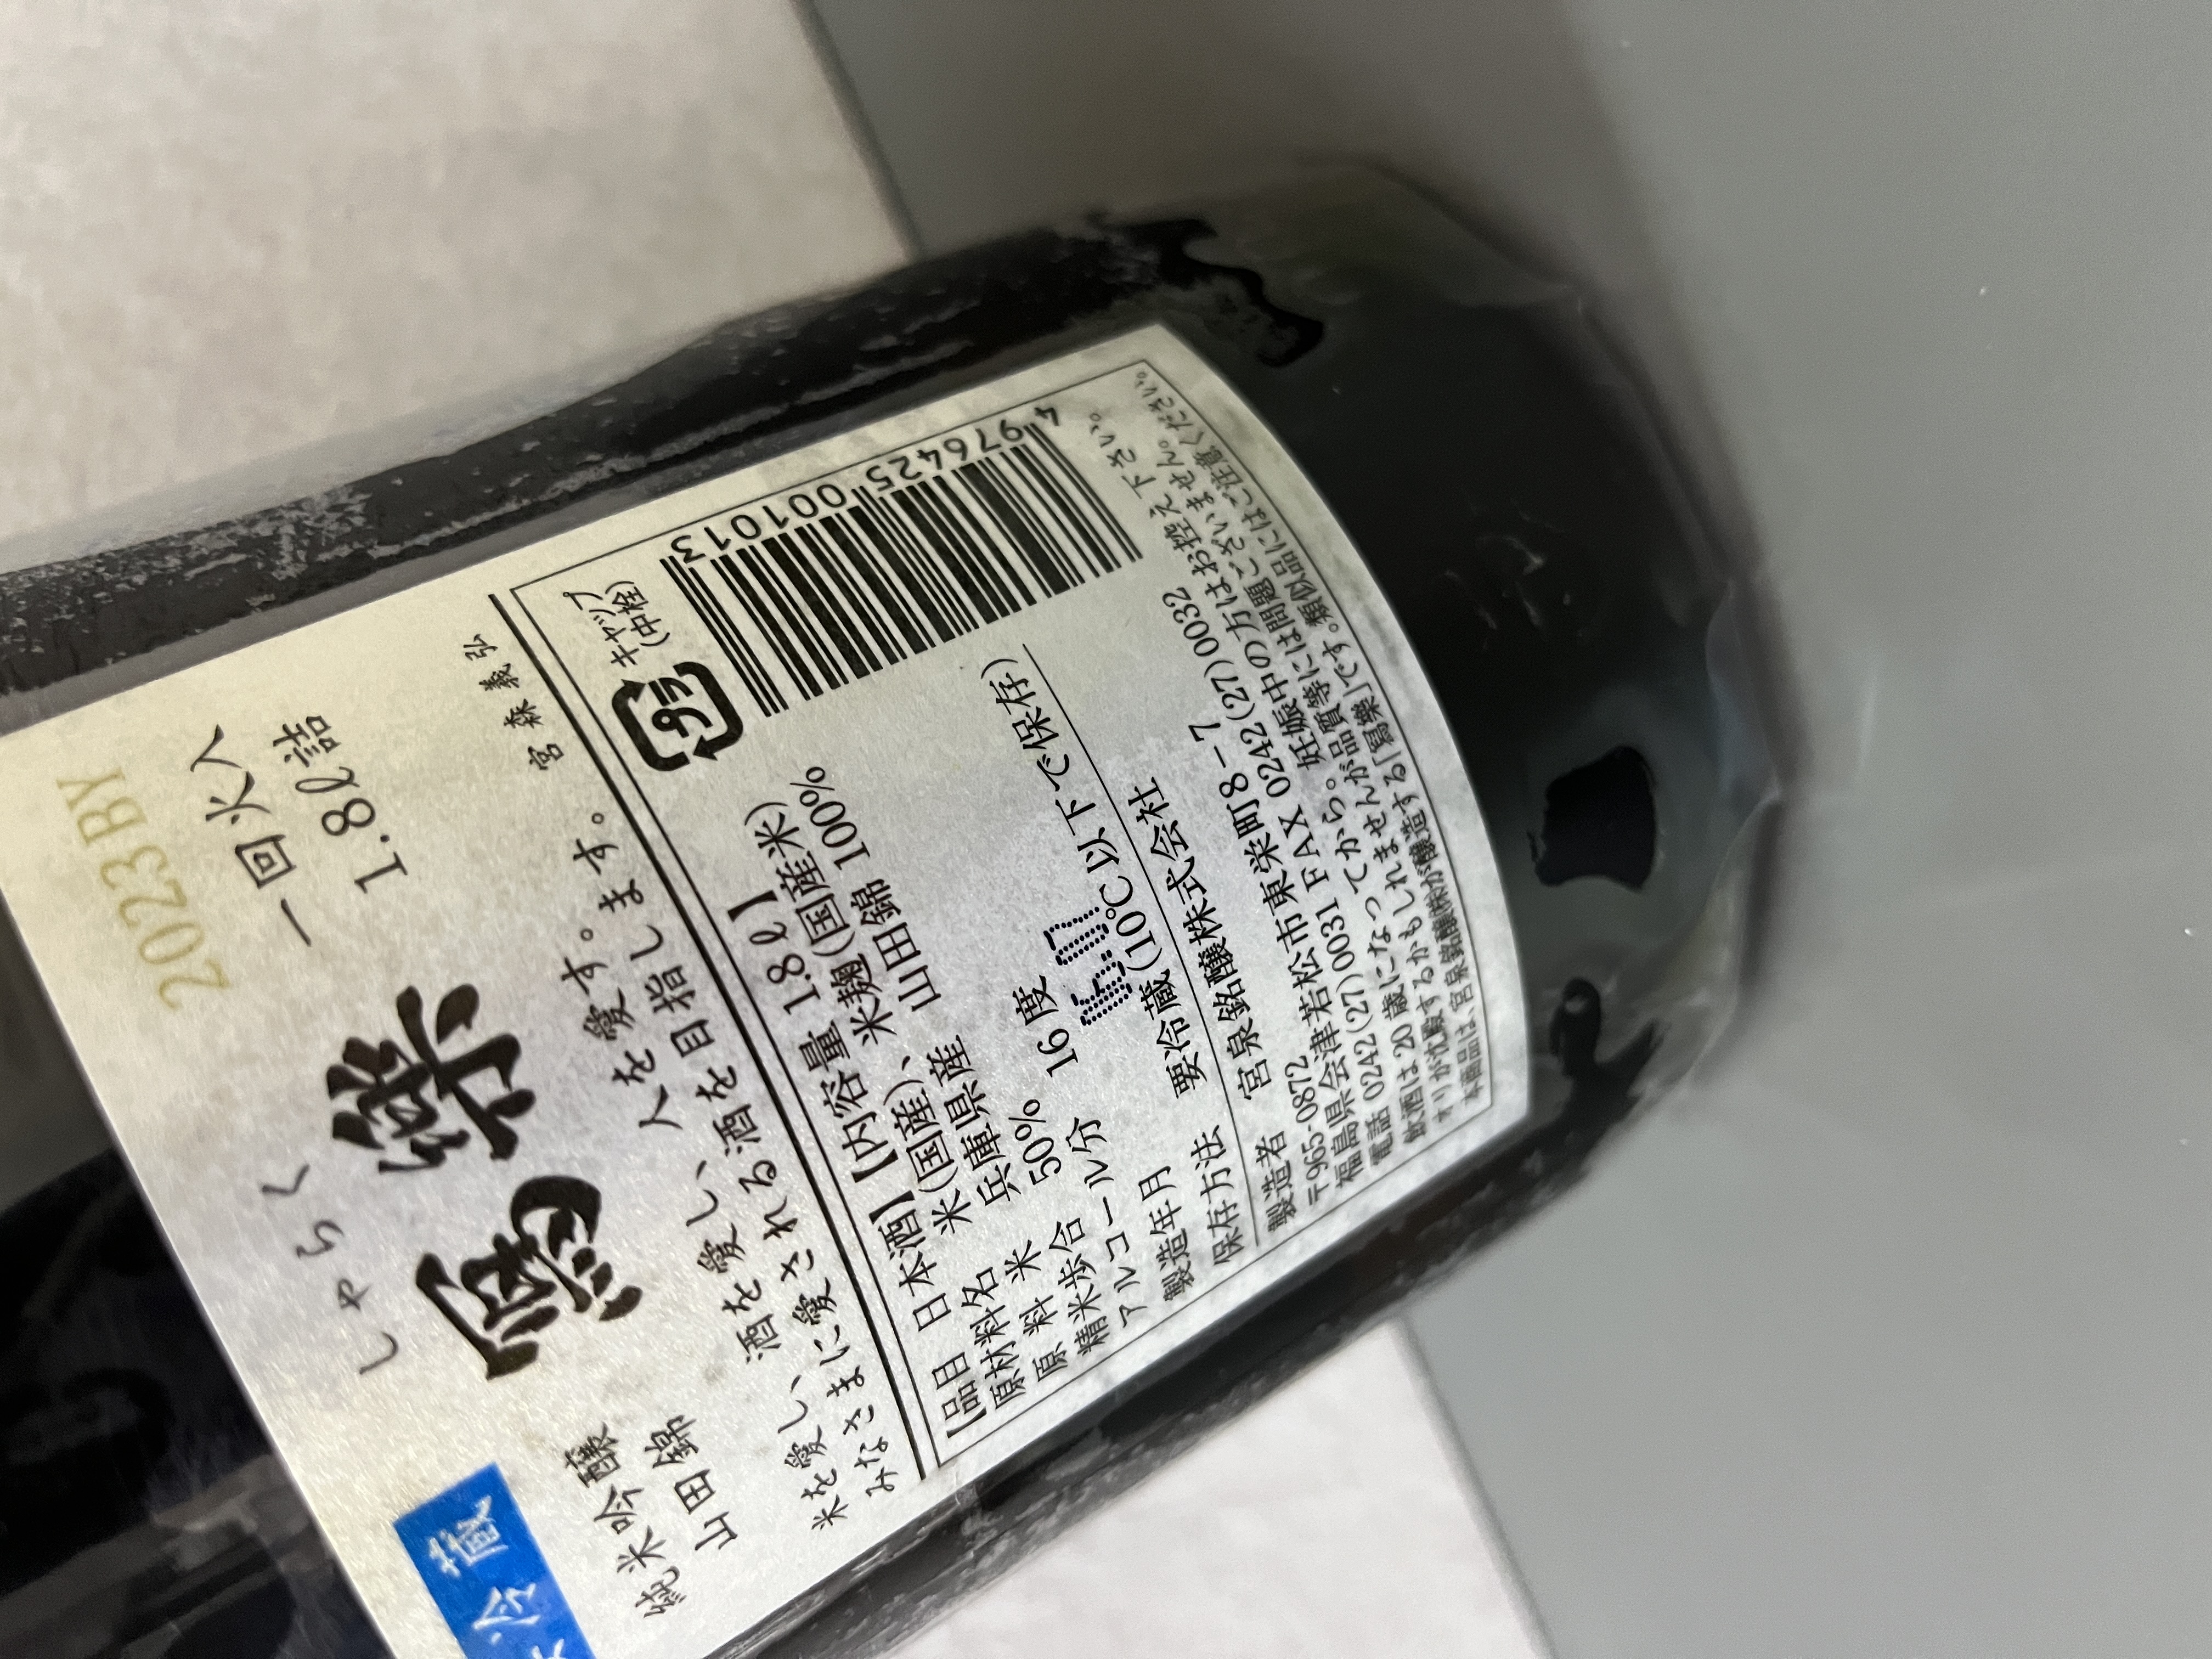 2023BY
一回火入
1.8ℓ詰
しゃらく
寫樂
純米吟醸
山田錦
冷蔵
米を愛し、酒を愛し、人を愛す。
みなさまに愛される酒を目指します。
宮森義弘
【品目 日本酒】【内容量 1.8ℓ】
原材料名 米(国産)、米麹(国産米)
原料米 兵庫県産 山田錦 100%
精米歩合 50%
アルコール分 16度
製造年月
保存方法 要冷蔵(10℃以下で保存)
キャップ
(中栓)
プラ
4976425001013
製造者 宮泉銘醸株式会社
〒965-0872
福島県会津若松市東栄町8−7
電話 0242(27)0031 FAX 0242(27)0032
飲酒は20歳になってから。 妊娠中の方はお控え下さい。
オリが沈澱するかもしれませんが品質等には問題ございません。
本商品は、宮泉銘醸㈱が醸造する「寫樂」です。類似品にはご注意ください。